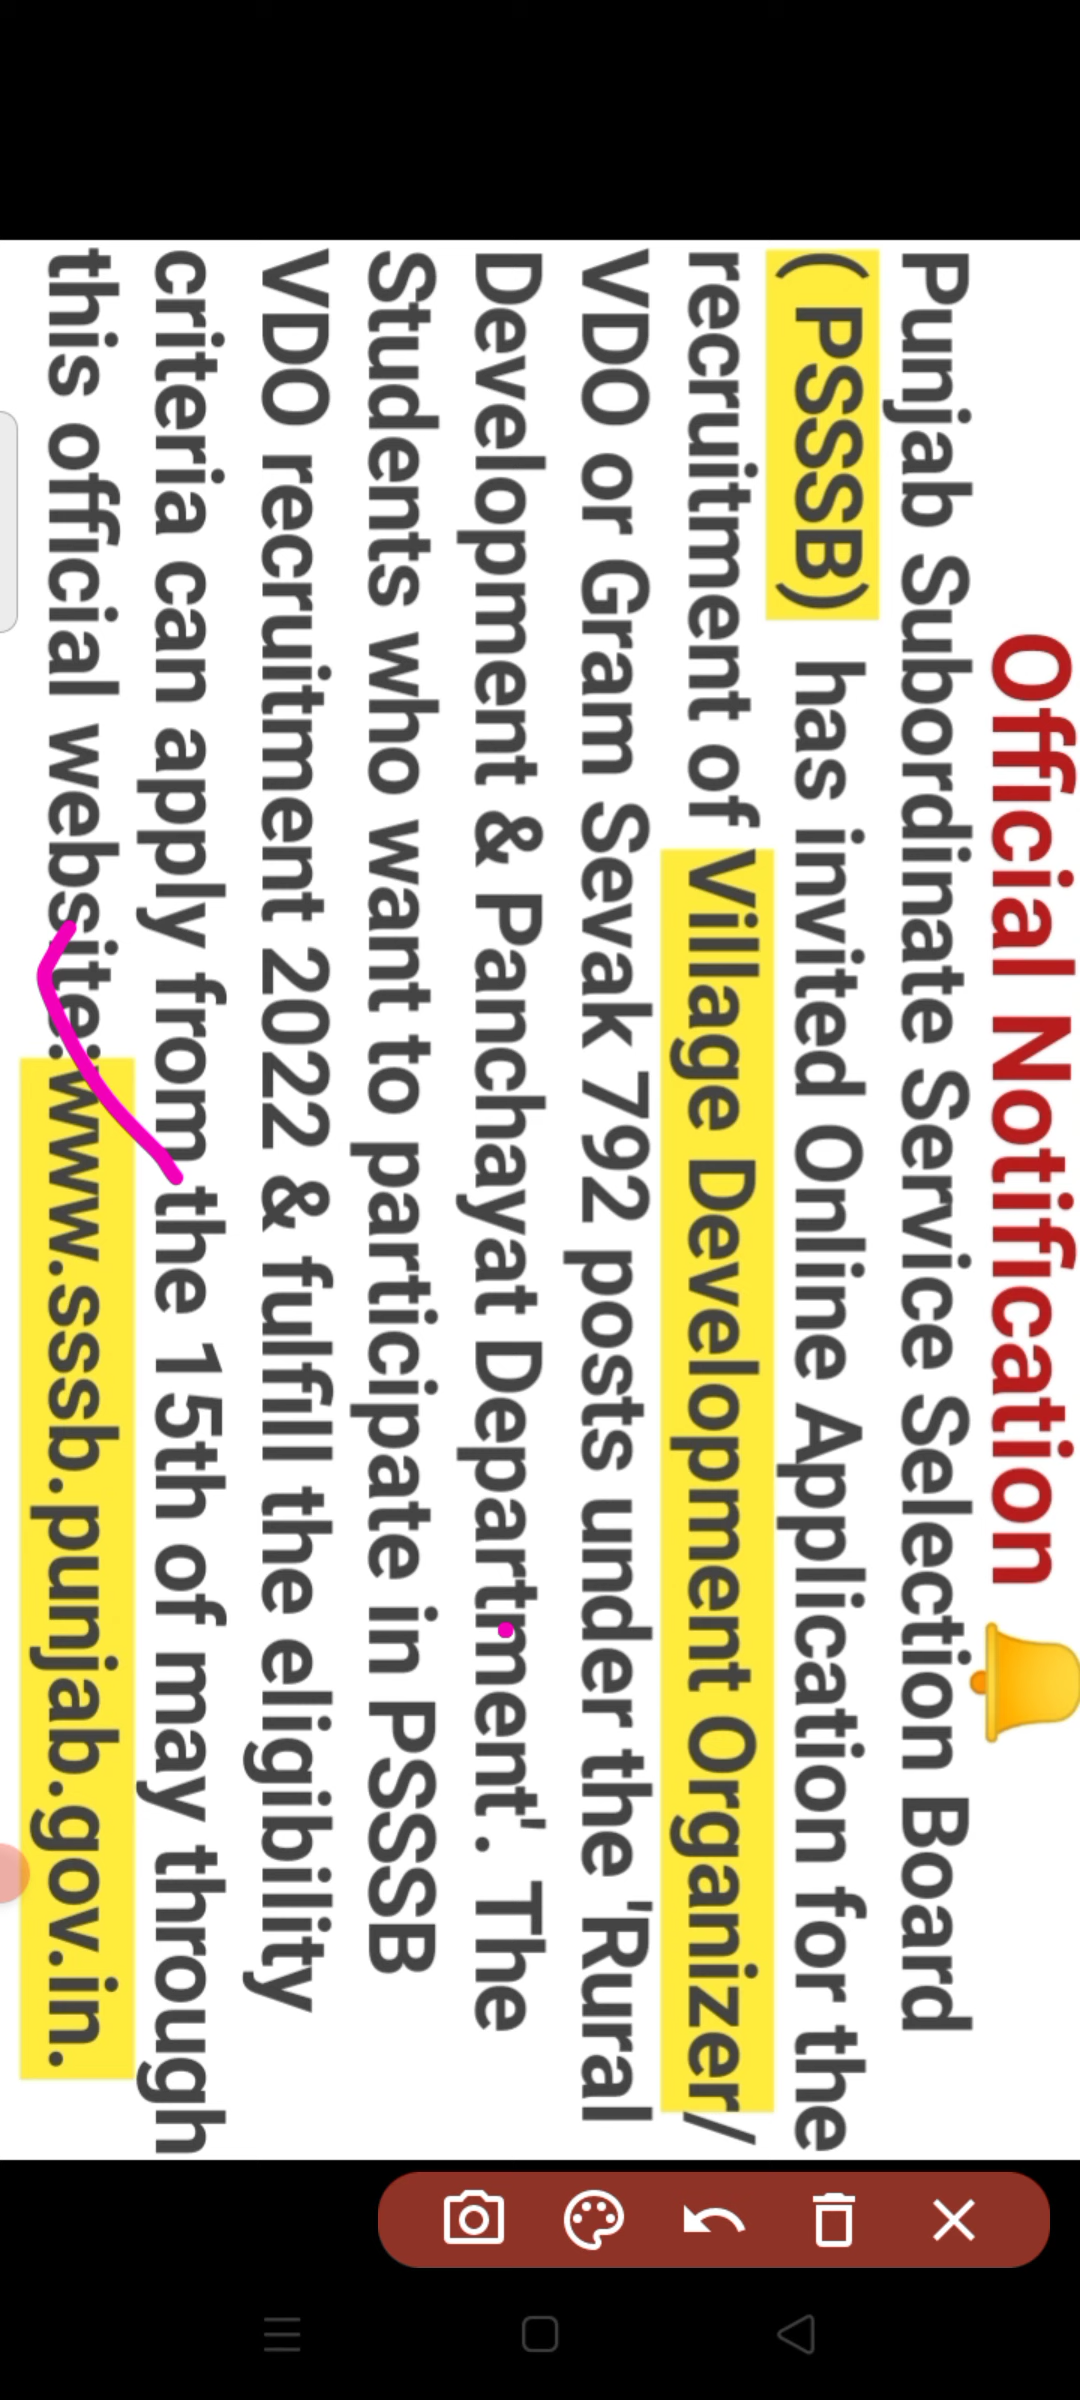 Official Notification 🔔
Punjab Subordinate Service Selection Board
( PSSSB) has invited Online Application for the
recruitment of Village Development Organizer/
VDO or Gram Sevak 792 posts under the 'Rural
Development & Panchayat Department'. The
Students who want to participate in PSSSB
VDO recruitment 2022 & fulfill the eligibility
criteria can apply from the 15th of may through
this official website:www.sssb.punjab.gov.in.